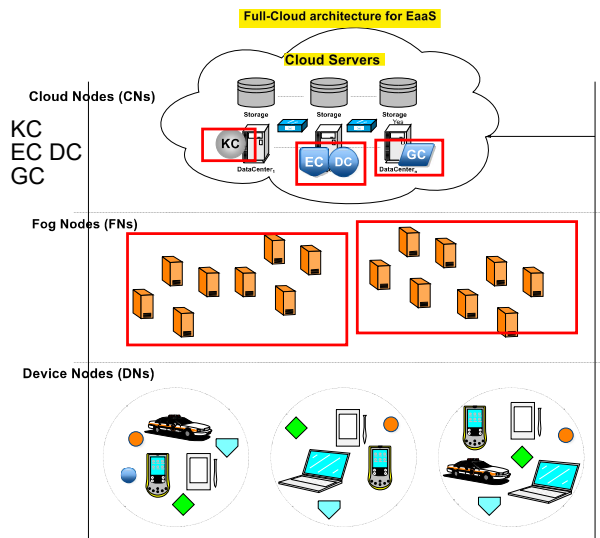 Full-Cloud architecture for EaaS
Cloud Servers
Cloud Nodes (CNs)
Storage
Storage
Storage
Yes
KC
EC DC
GC
KC
EC
DC
GC
DataCenter
DataCenter
Fog Nodes (FNs)
Device Nodes (DNs)